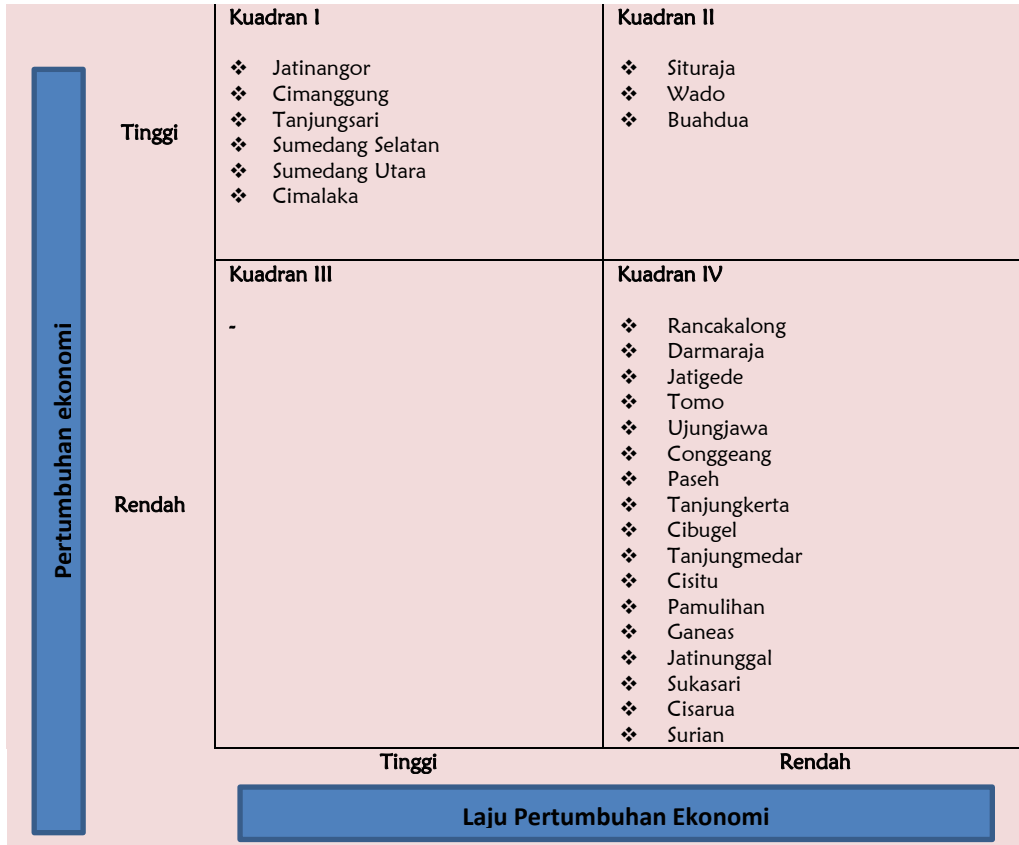 Kuadran I
❖ Jatinangor
❖ Cimanggung
❖ Tanjungsari
❖ Sumedang Selatan
❖ Sumedang Utara
❖ Cimalaka
Kuadran II
❖ Situraja
❖ Wado
❖ Buahdua
Tinggi
Kuadran III
-
Kuadran IV
❖ Rancakalong
❖ Darmaraja
❖ Jatigede
❖ Tomo
❖ Ujungjawa
❖ Conggeang
❖ Paseh
❖ Tanjungkerta
❖ Cibugel
❖ Tanjungmedar
❖ Cisitu
❖ Pamulihan
❖ Ganeas
❖ Jatinunggal
❖ Sukasari
❖ Cisarua
❖ Surian
Rendah
Pertumbuhan ekonomi
Tinggi
Rendah
Laju Pertumbuhan Ekonomi